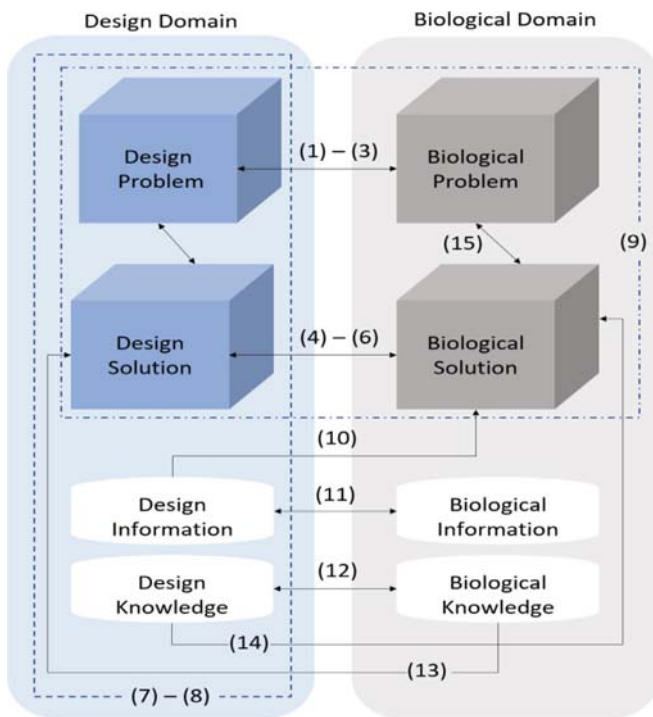 Design Domain
Biological Domain
Design
Problem
(1) – (3)
Biological
Problem
(15)
(9)
Design
Solution
(4) – (6)
Biological
Solution
(10)
Design
Information
(11)
Biological
Information
Design
Knowledge
(12)
Biological
Knowledge
(14)
(13)
(7) – (8)